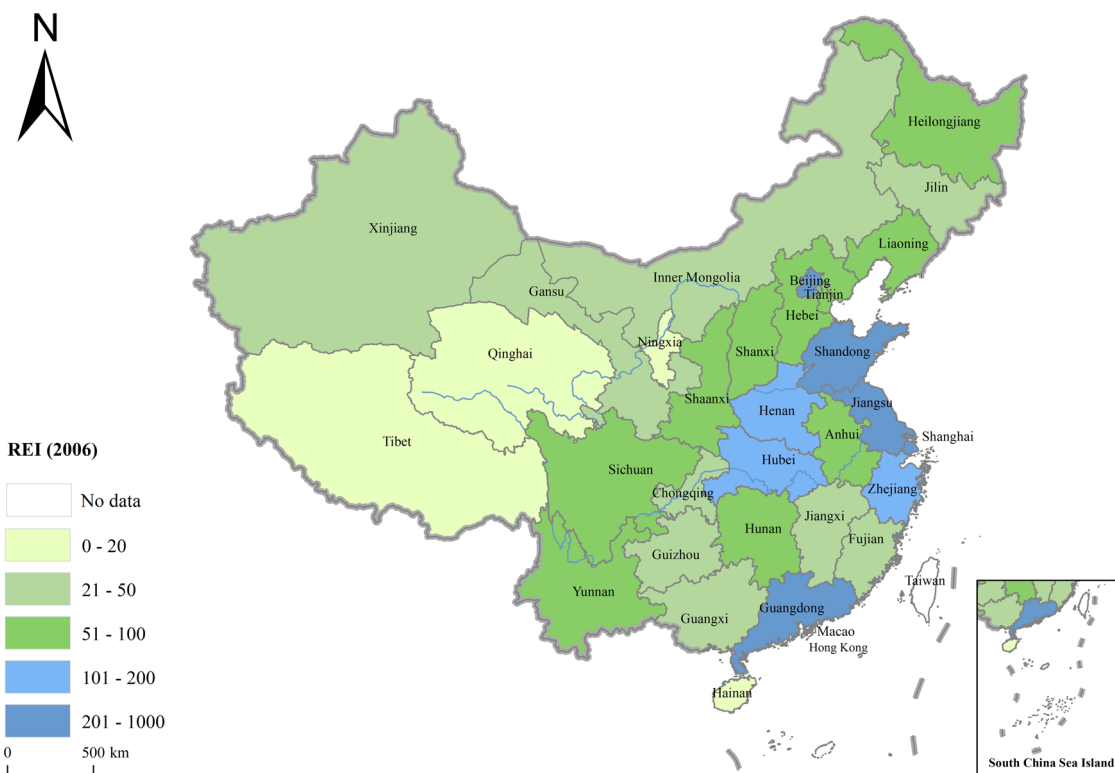 N
Heilongjiang
Jilin
Xinjiang
Liaoning
Inner Mongolia
Beijing
Gansu
Tianjin
Hebei
Ningxia
Qinghai
Shanxi
Shandong
Shaanxi
Jiangsu
Henan
Tibet
Anhui
Shanghai
REI (2006)
Hubei
Sichuan
Zhejiang
Chongqing
No data
Jiangxi
Hunan
Fujian
0 - 20
Guizhou
Taiwan
21 - 50
Yunnan
Guangdong
Guangxi
51 - 100
Macao
Hong Kong
101 - 200
Hainan
201 - 1000
0 500 km
South China Sea Island